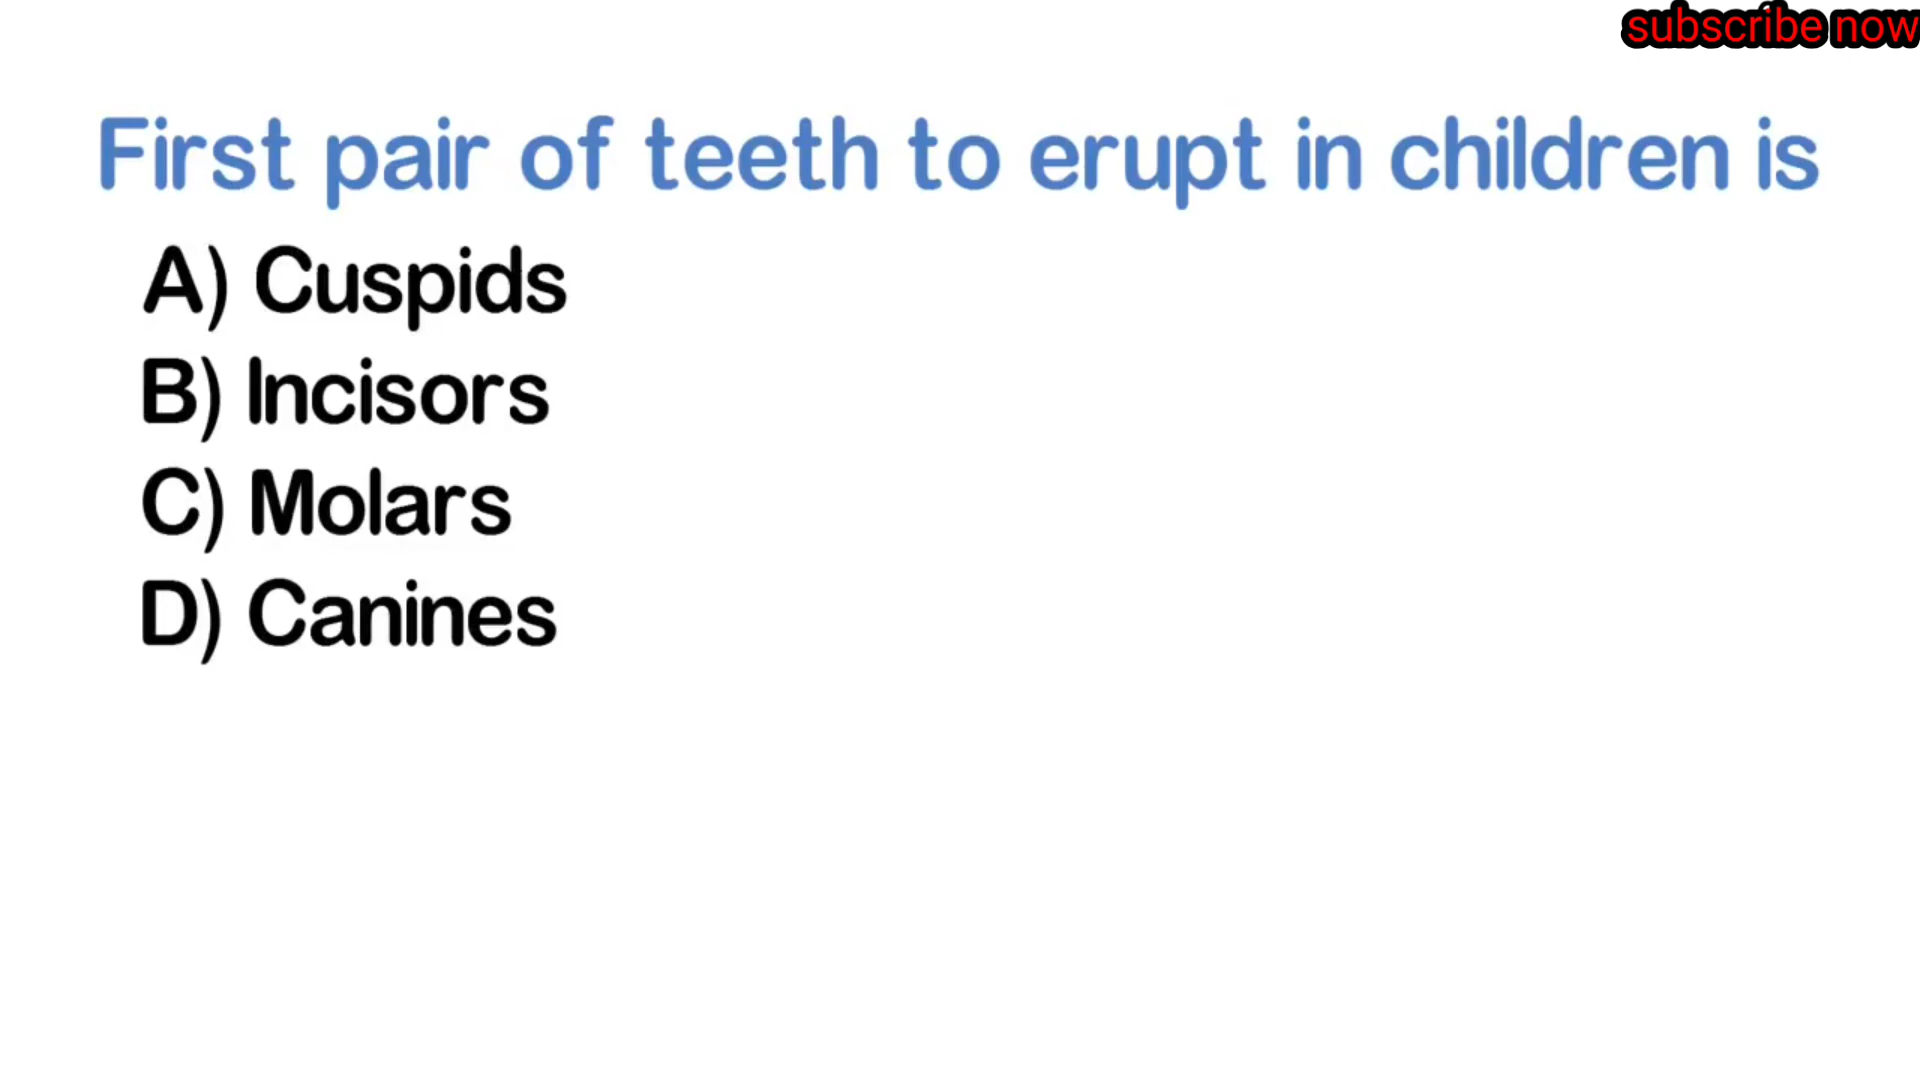 subscribe now
First pair of teeth to erupt in children is
A) Cuspids
B) Incisors
C) Molars
D) Canines